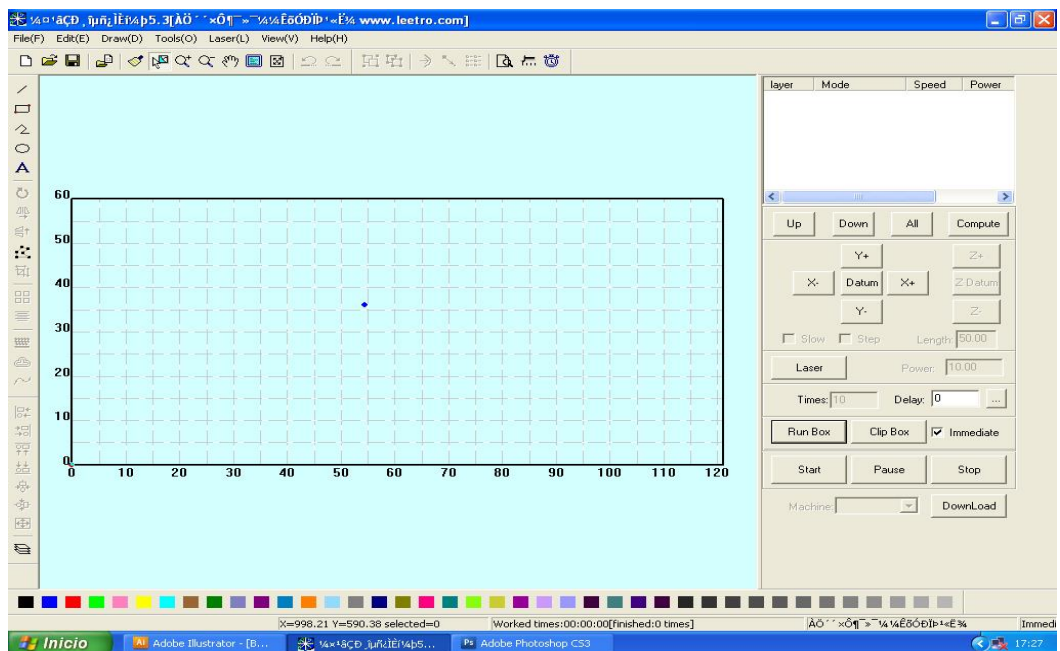 www.leetro.com]
File(F) Edit(E) Draw(D) Tools(O) Laser(L) View(V) Help(H)
A
layer Mode Speed Power
60
50
40
30
20
10
0
0 10 20 30 40 50 60 70 80 90 100 110 120
Up Down All Compute
Y+ Z+
X- Datum X+ Z Datum
Y- Z-
Slow Step Length: 50.00
Laser Power: 10.00
Times: 10 Delay: 0 ...
Run Box Clip Box Immediate
Start Pause Stop
Machine: DownLoad
X=998.21 Y=590.38 selected=0 Worked times:00:00:00[finished:0 times] Immedi
Inicio Ai Adobe Illustrator - [B... Ps Adobe Photoshop CS3 17:27